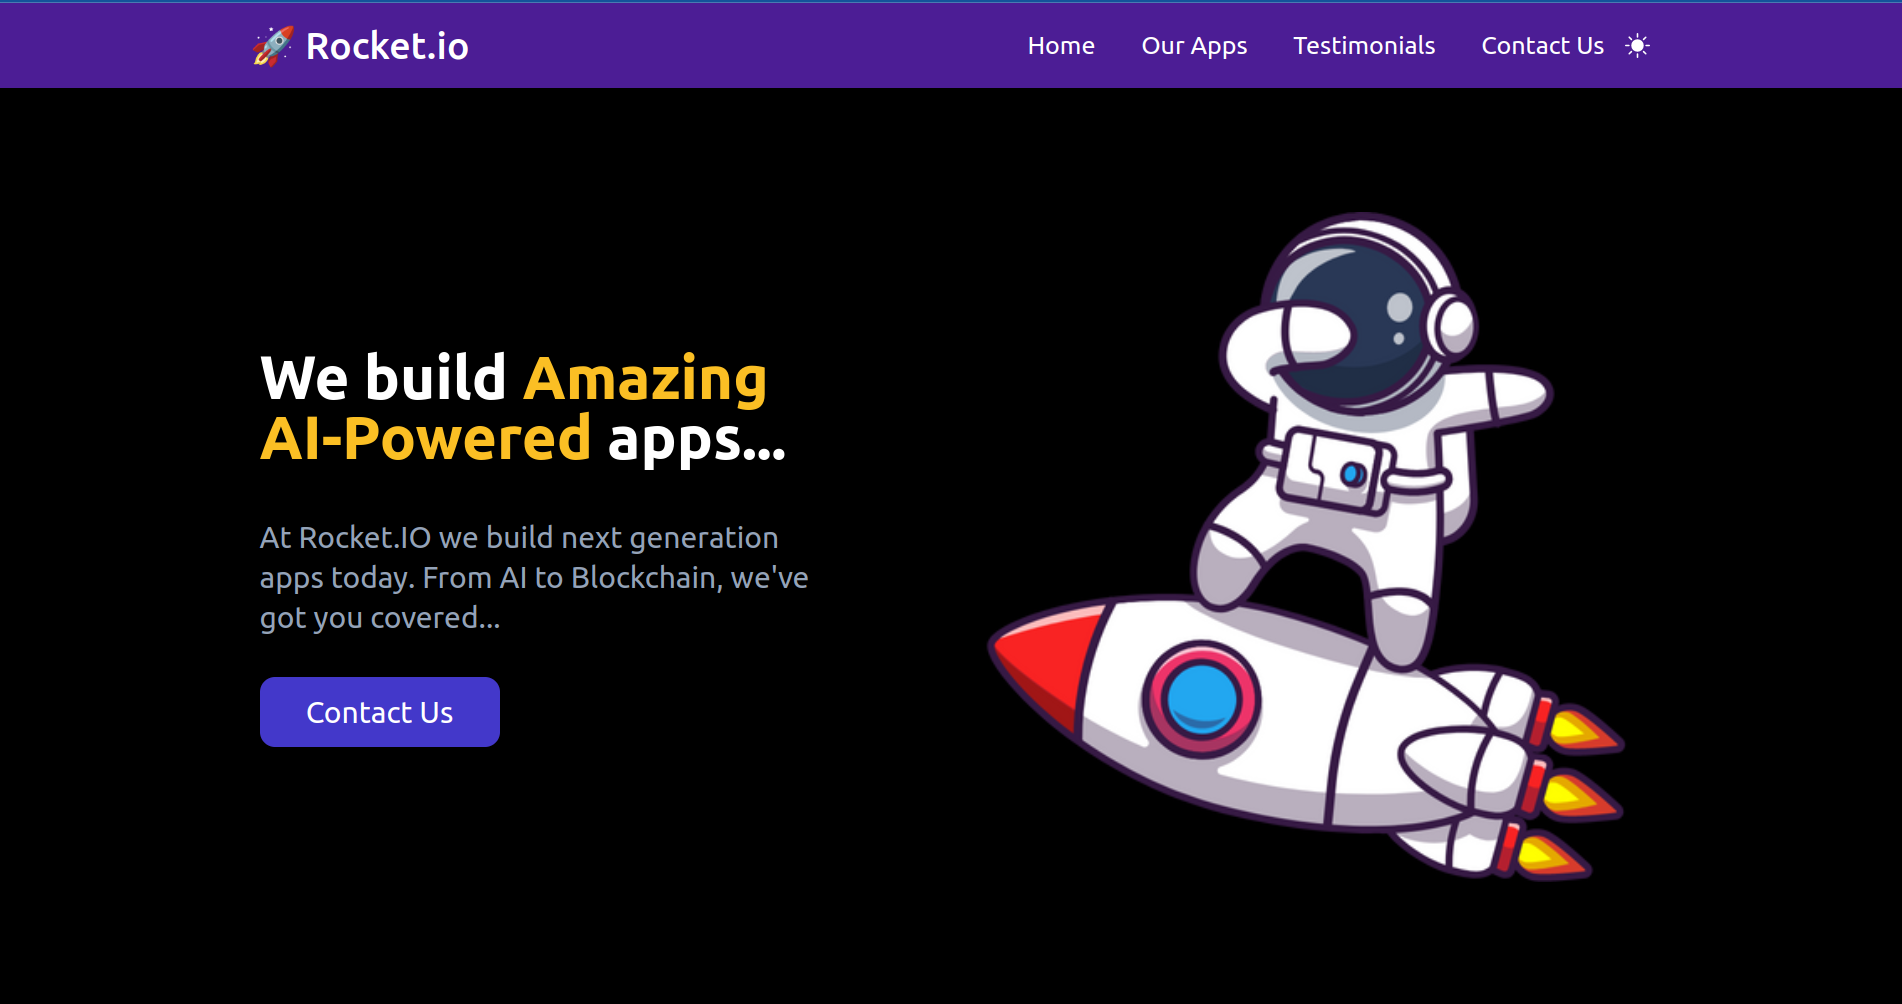 🚀 Rocket.io
Home Our Apps Testimonials Contact Us
We build Amazing
AI-Powered apps...
At Rocket.IO we build next generation
apps today. From AI to Blockchain, we've
got you covered...
Contact Us